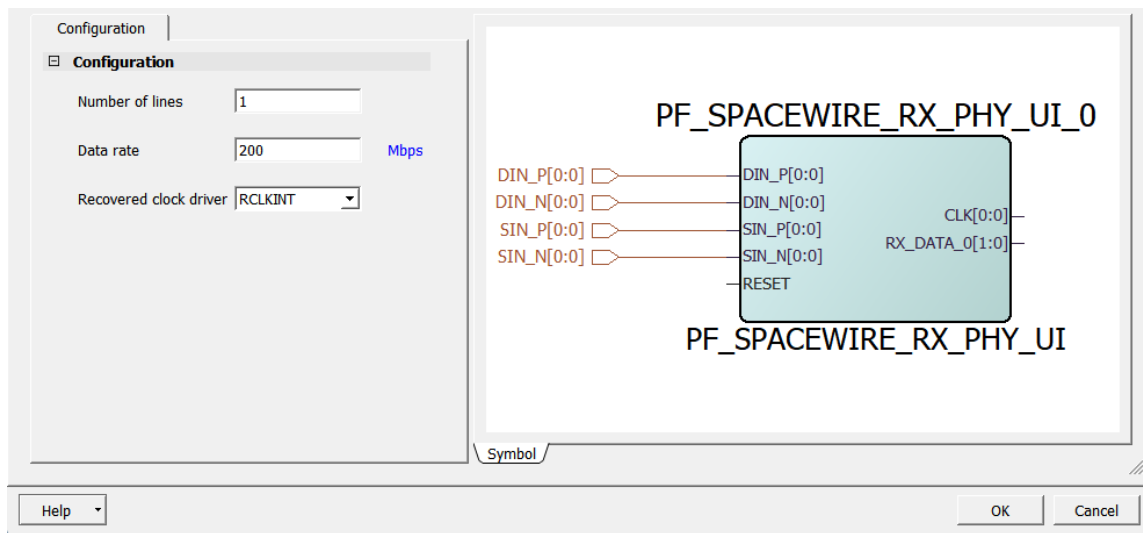 Configuration
Configuration
Number of lines 1
Data rate 200 Mbps
Recovered clock driver RCLKINT
PF_SPACEWIRE_RX_PHY_UI_0
DIN_P[0:0] DIN_P[0:0]
DIN_N[0:0] DIN_N[0:0]
CLK[0:0]
SIN_P[0:0] SIN_P[0:0]
RX_DATA_0[1:0]
SIN_N[0:0] SIN_N[0:0]
RESET
PF_SPACEWIRE_RX_PHY_UI
Symbol
Help OK Cancel